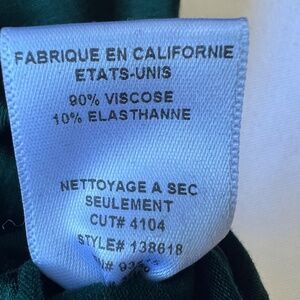 FABRIQUE EN CALIFORNIE
ETATS-UNIS
90% VISCOSE
10% ELASTHANNE
NETTOYAGE A SEC
SEULEMENT
CUT# 4104
STYLE# 138618